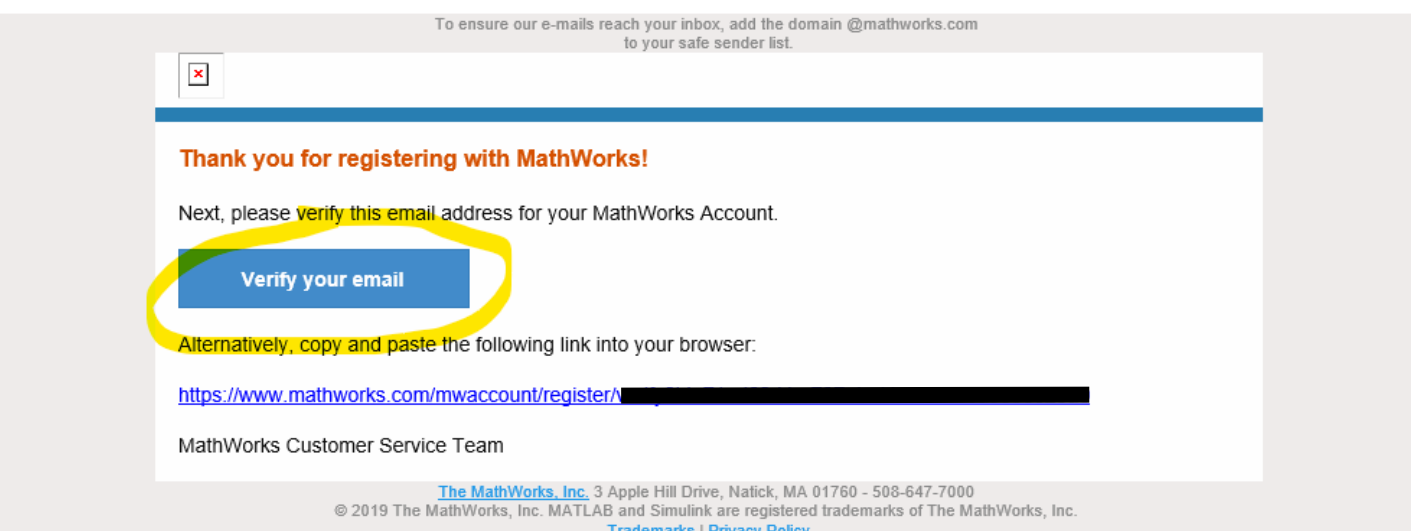 To ensure our e-mails reach your inbox, add the domain @mathworks.com
to your safe sender list.
Thank you for registering with MathWorks!
Next, please verify this email address for your MathWorks Account.
Verify your email
Alternatively, copy and paste the following link into your browser:
https://www.mathworks.com/mwaccount/register/
MathWorks Customer Service Team
The MathWorks, Inc. 3 Apple Hill Drive, Natick, MA 01760 - 508-647-7000
© 2019 The MathWorks, Inc. MATLAB and Simulink are registered trademarks of The MathWorks, Inc.
Trademarks | Privacy Policy